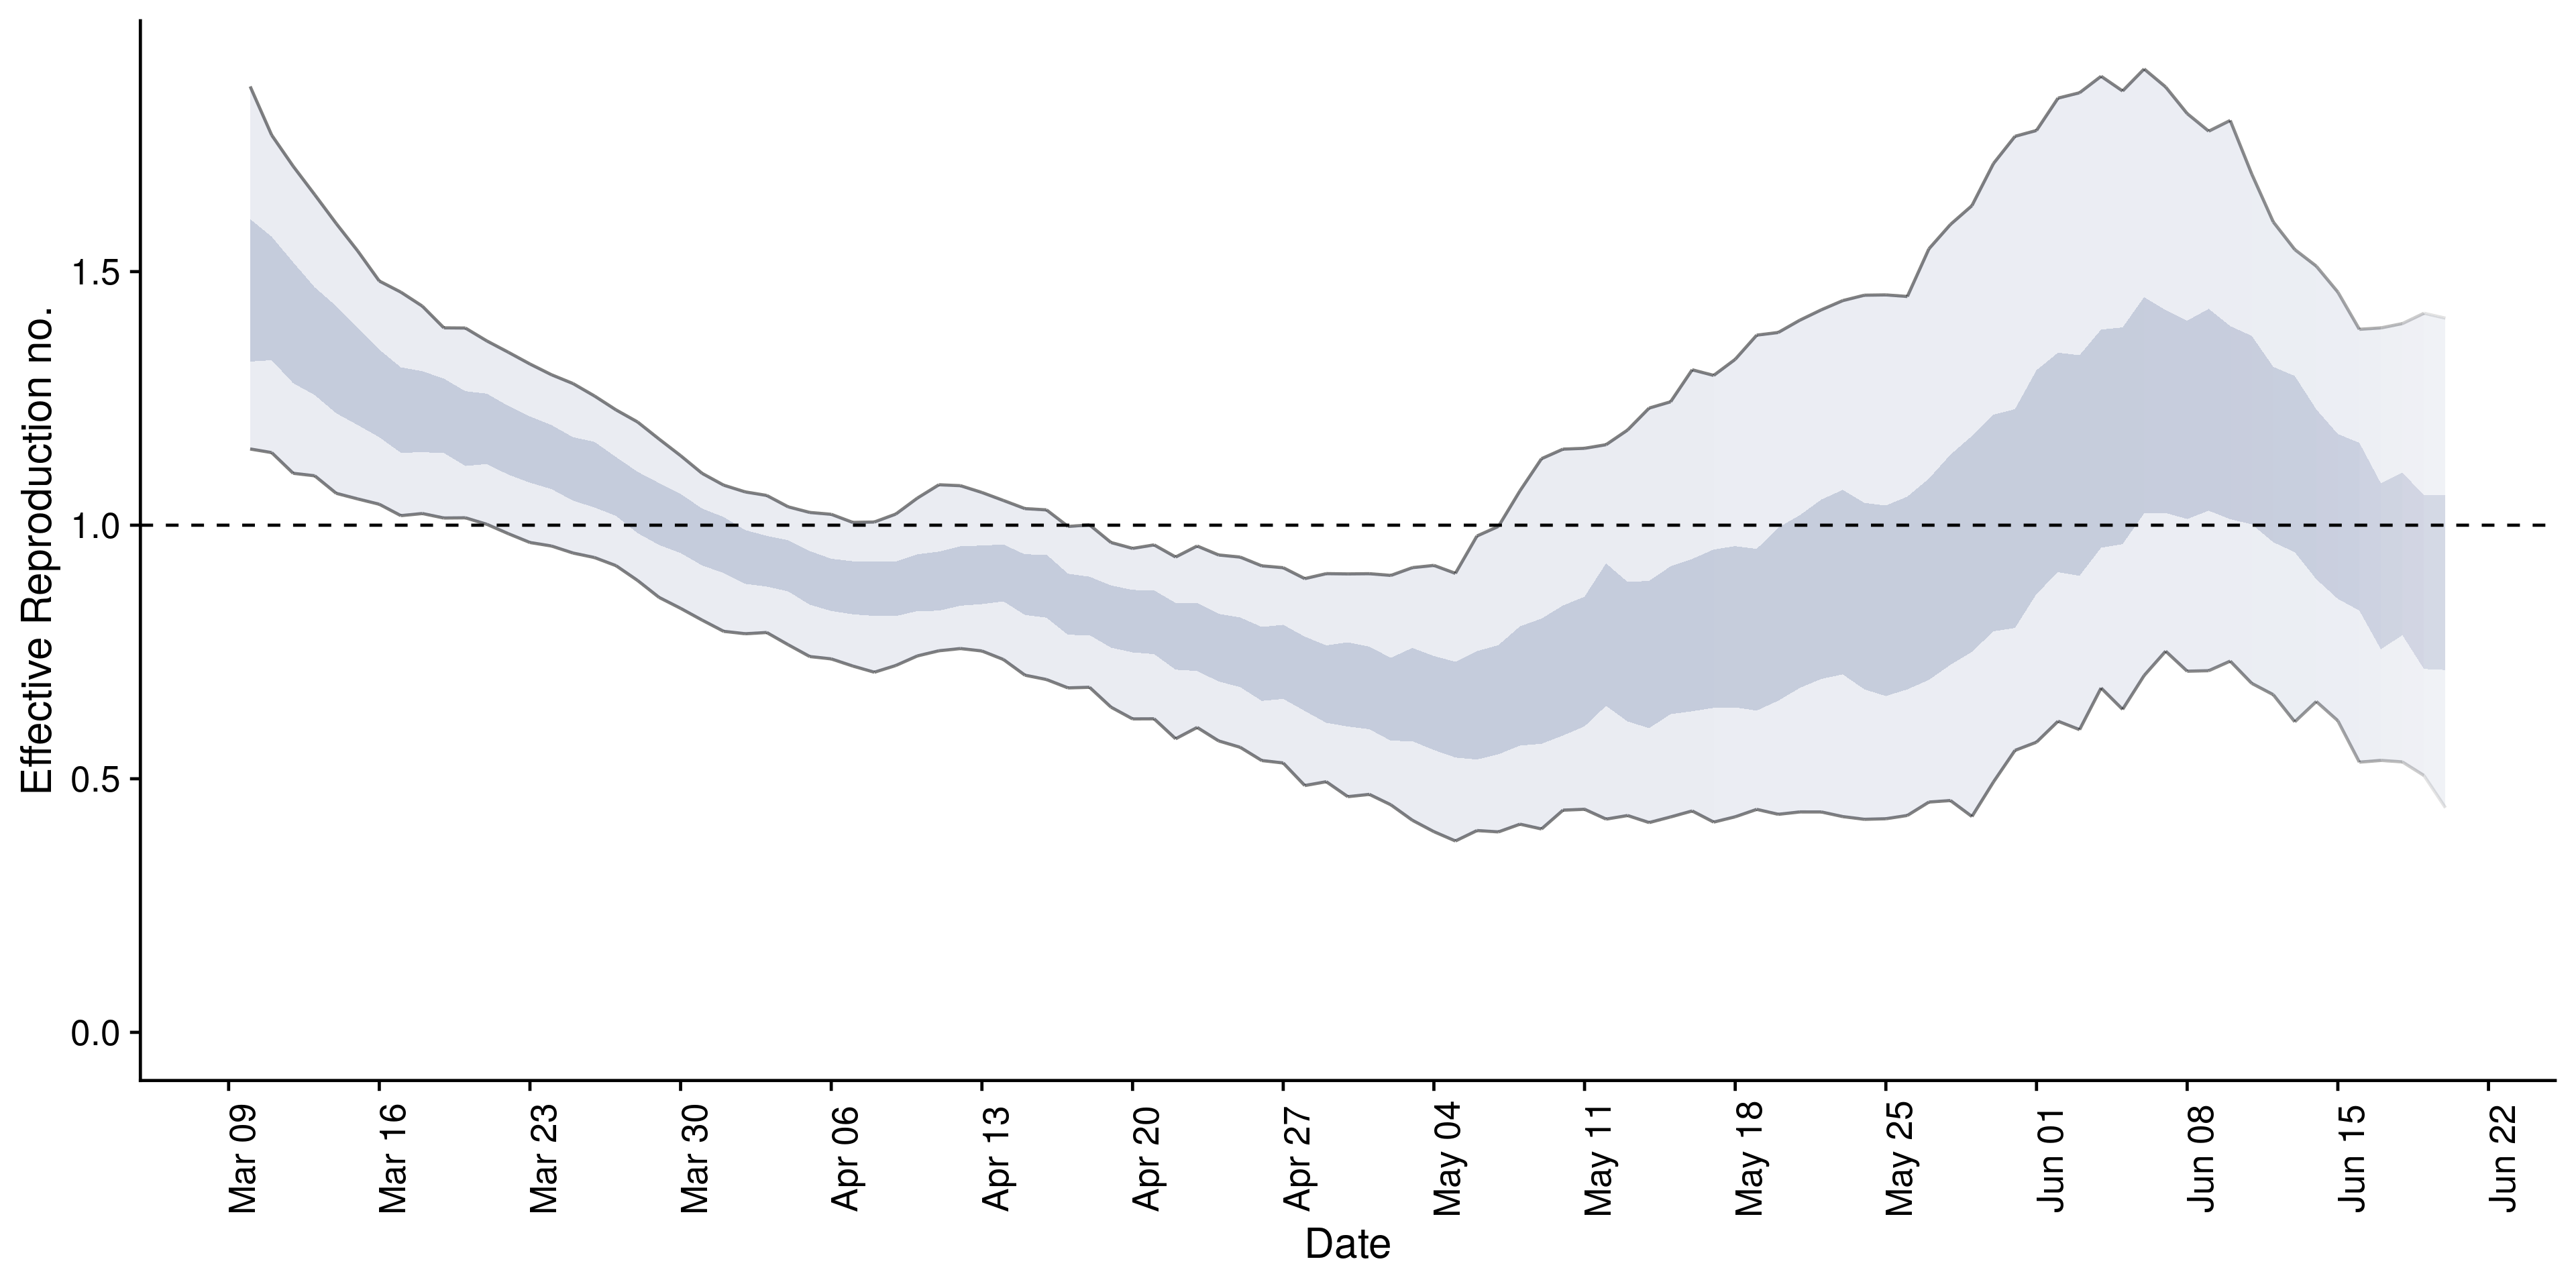 Effective Reproduction no.
1.5
1.0
0.5
0.0
Mar 09
Mar 16
Mar 23
Mar 30
Apr 06
Apr 13
Apr 20
Apr 27
May 04
May 11
May 18
May 25
Jun 01
Jun 08
Jun 15
Jun 22
Date